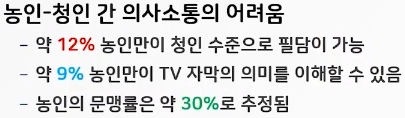 농인-청인 간 의사소통의 어려움
– 약 12% 농인만이 청인 수준으로 필담이 가능
– 약 9% 농인만이 TV 자막의 의미를 이해할 수 있음
– 농인의 문맹률은 약 30%로 추정됨